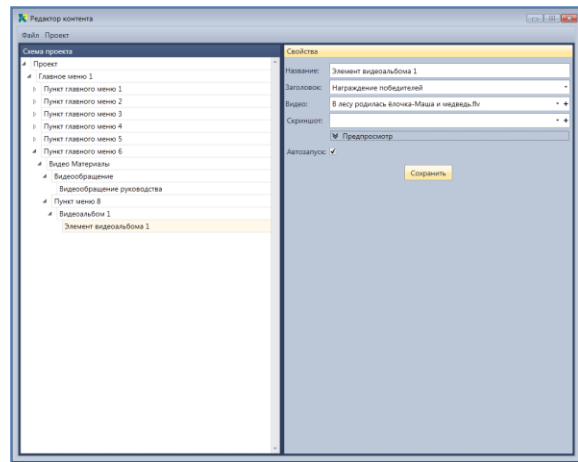 Редактор контента
Файл Проект
Схема проекта
Проект
Главное меню 1
Пункт главного меню 1
Пункт главного меню 2
Пункт главного меню 3
Пункт главного меню 4
Пункт главного меню 5
Пункт главного меню 6
Видео Материалы
Видеообращение
Видеообращение руководства
Пункт меню 8
Видеоальбом 1
Элемент видеоальбома 1
Свойства
Название: Элемент видеоальбома 1
Заголовок: Награждение победителей
Видео: В лесу родилась ёлочка-Маша и медведь.flv
Скриншот:
Предпросмотр
Автозапуск:
Сохранить